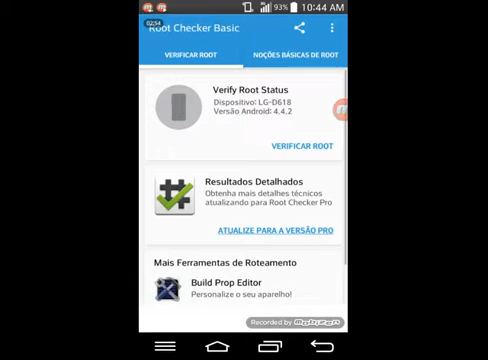 93% 10:44 AM
02:54
Root Checker Basic
VERIFICAR ROOT
NOÇÕES BÁSICAS DE ROOT
Verify Root Status
Dispositivo: LG-D618
Versão Android: 4.4.2
VERIFICAR ROOT
Resultados Detalhados
Obtenha mais detalhes técnicos
atualizando para Root Checker Pro
ATUALIZE PARA A VERSÃO PRO
Mais Ferramentas de Roteamento
Build Prop Editor
Personalize o seu aparelho!
Recorded by Mobizen